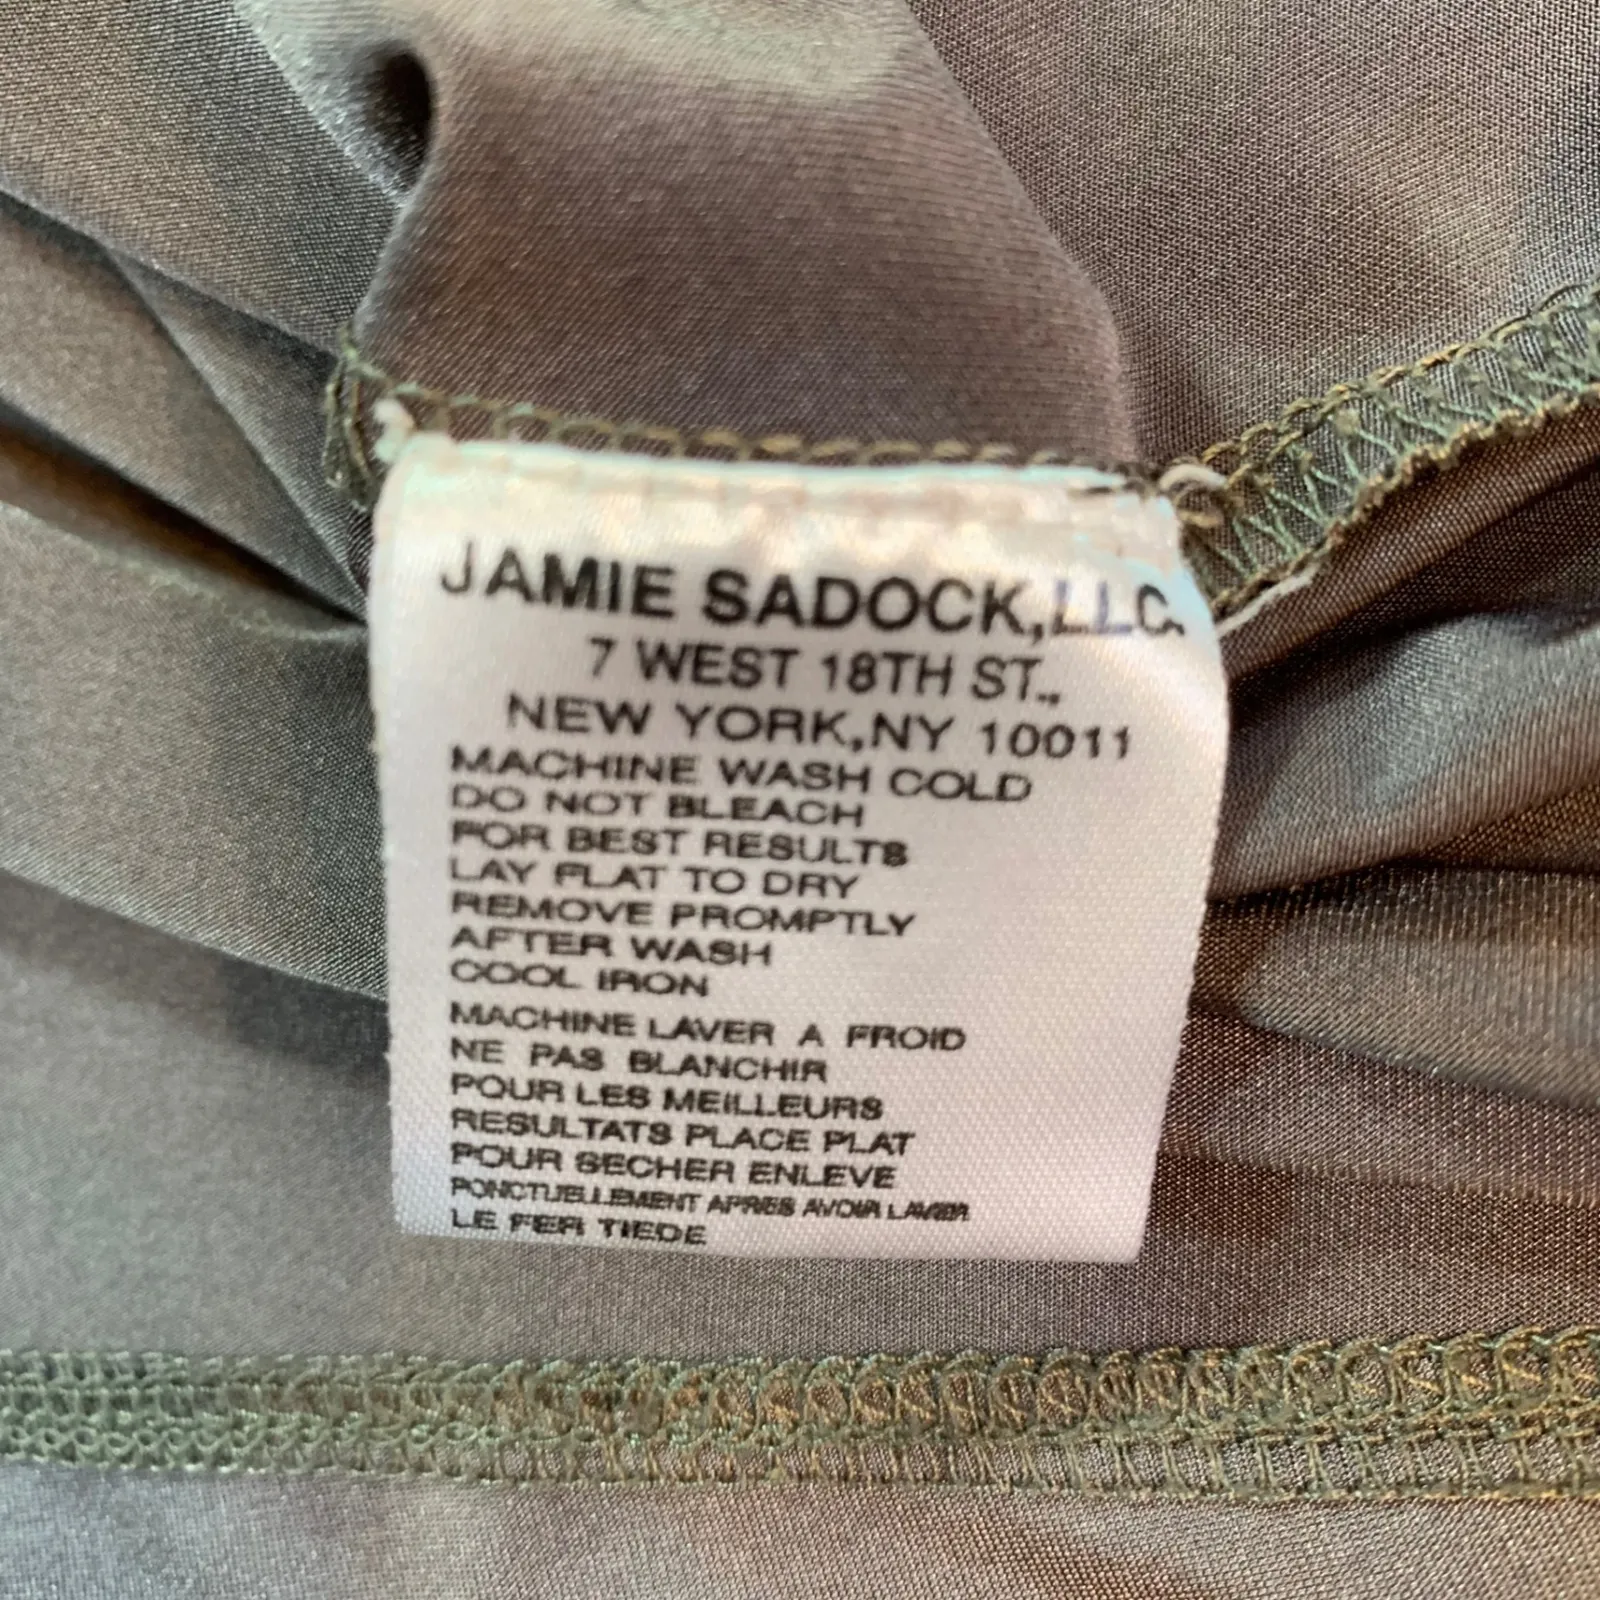 JAMIE SADOCK,LLC.
7 WEST 18TH ST.,
NEW YORK,NY 10011
MACHINE WASH COLD
DO NOT BLEACH
FOR BEST RESULTS
LAY FLAT TO DRY
REMOVE PROMPTLY
AFTER WASH
COOL IRON
MACHINE LAVER A FROID
NE PAS BLANCHIR
POUR LES MEILLEURS
RESULTATS PLACE PLAT
POUR SECHER ENLEVE
PONCTUELLEMENT APRES AVOIR LAVER
LE FER TIEDE